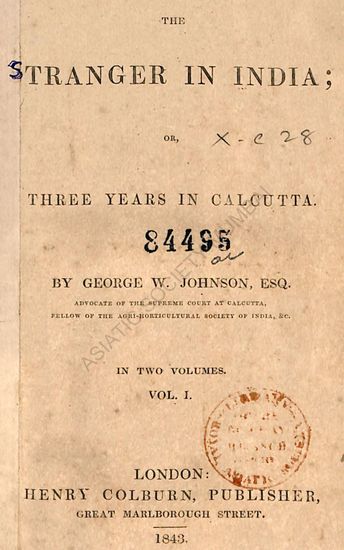 THE
STRANGER IN INDIA;
OR,
X-c 28
THREE YEARS IN CALCUTTA.
84495
BY GEORGE W. JOHNSON, ESQ.
ADVOCATE OF THE SUPREME COURT AT CALCUTTA,
FELLOW OF THE AGRI-HORTICULTURAL SOCIETY OF INDIA, &C.
IN TWO VOLUMES.
VOL. I.
LONDON:
HENRY COLBURN, PUBLISHER,
GREAT MARLBOROUGH STREET.
1843.
ASIATIC SOCIETY